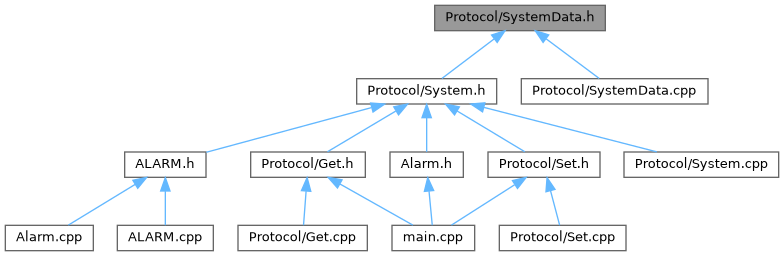 Protocol/SystemData.h
Protocol/System.h
Protocol/SystemData.cpp
ALARM.h
Protocol/Get.h
Alarm.h
Protocol/Set.h
Protocol/System.cpp
Alarm.cpp
ALARM.cpp
Protocol/Get.cpp
main.cpp
Protocol/Set.cpp